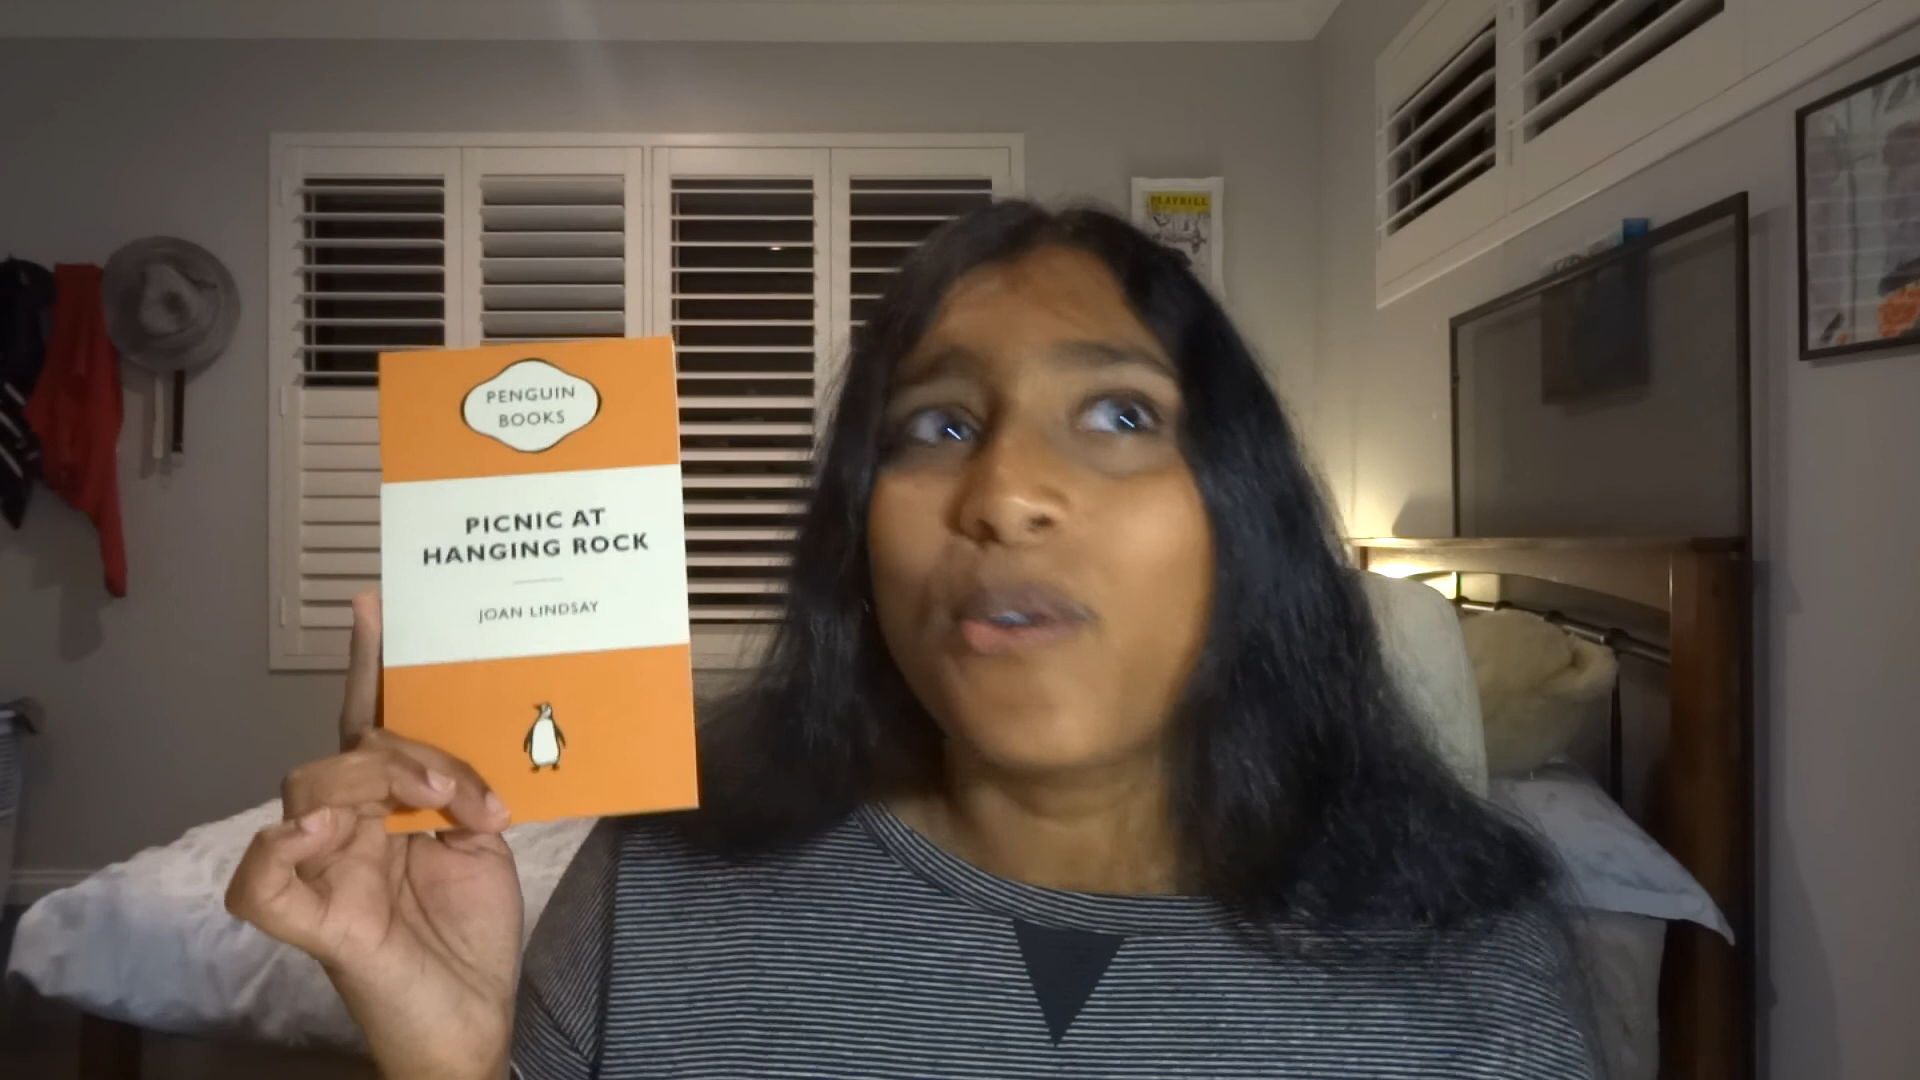 PLAYBILL
PENGUIN
BOOKS
PICNIC AT
HANGING ROCK
JOAN LINDSAY